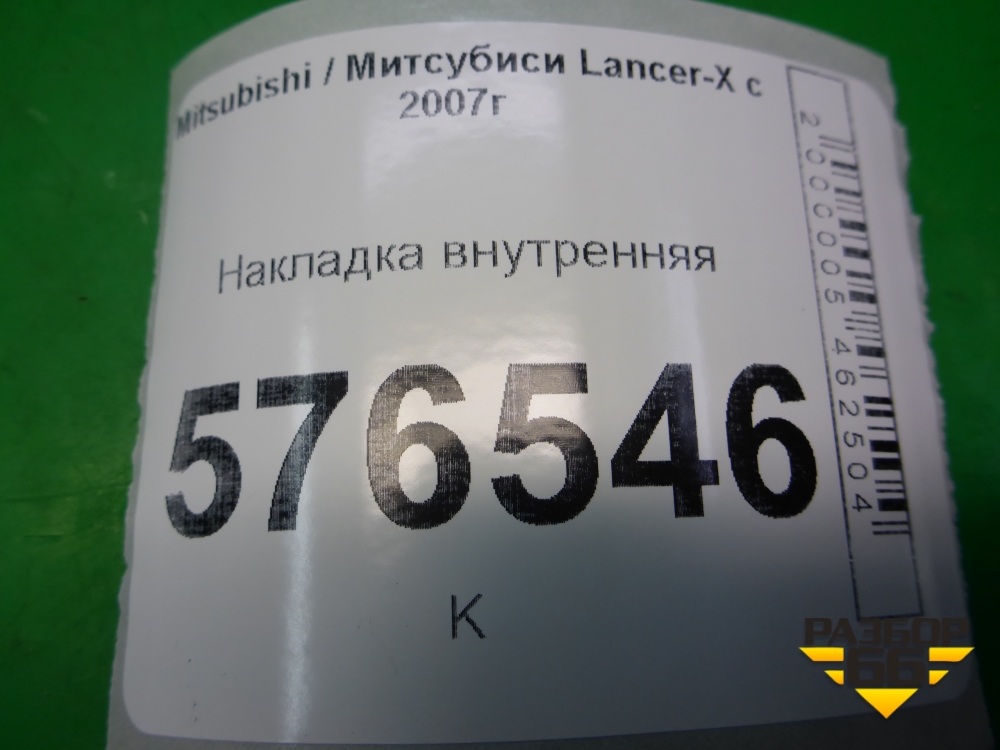 Mitsubishi / Митсубиси Lancer-X с
2007г
Накладка внутренняя
576546
К
2000005462504
РАЗБОР
66